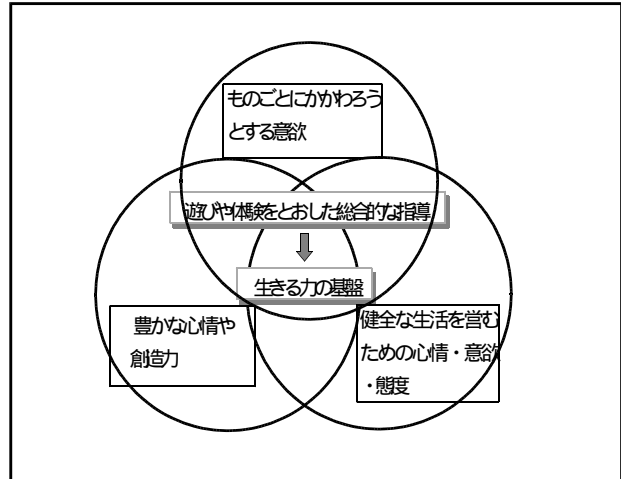 ものごとにかかわろう
とする意欲
遊びや体験をとおした総合的な指導
生きる力の基盤
豊かな心情や
創造力
健全な生活を営む
ための心情・意欲
・態度